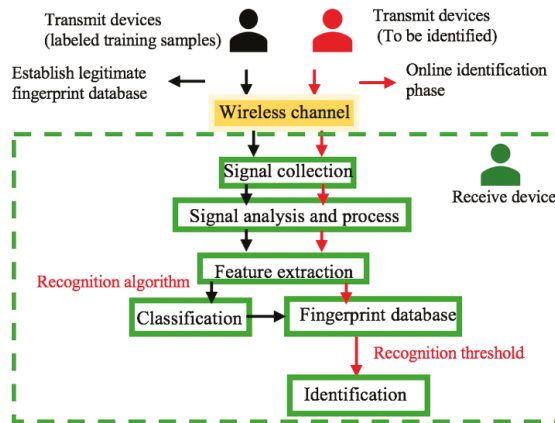 Transmit devices
(labeled training samples)
Transmit devices
(To be identified)
Establish legitimate
fingerprint database
Online identification
phase
Wireless channel
Signal collection
Receive device
Signal analysis and process
Feature extraction
Recognition algorithm
Classification
Fingerprint database
Recognition threshold
Identification